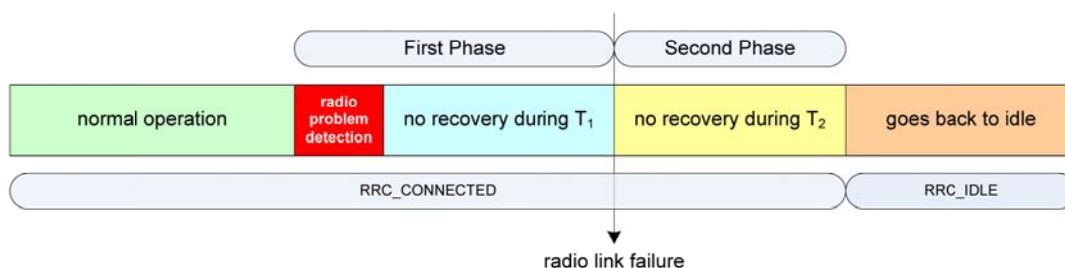 First Phase
Second Phase
normal operation
radio
problem
detection
no recovery during T₁
no recovery during T₂
goes back to idle
RRC_CONNECTED
RRC_IDLE
radio link failure